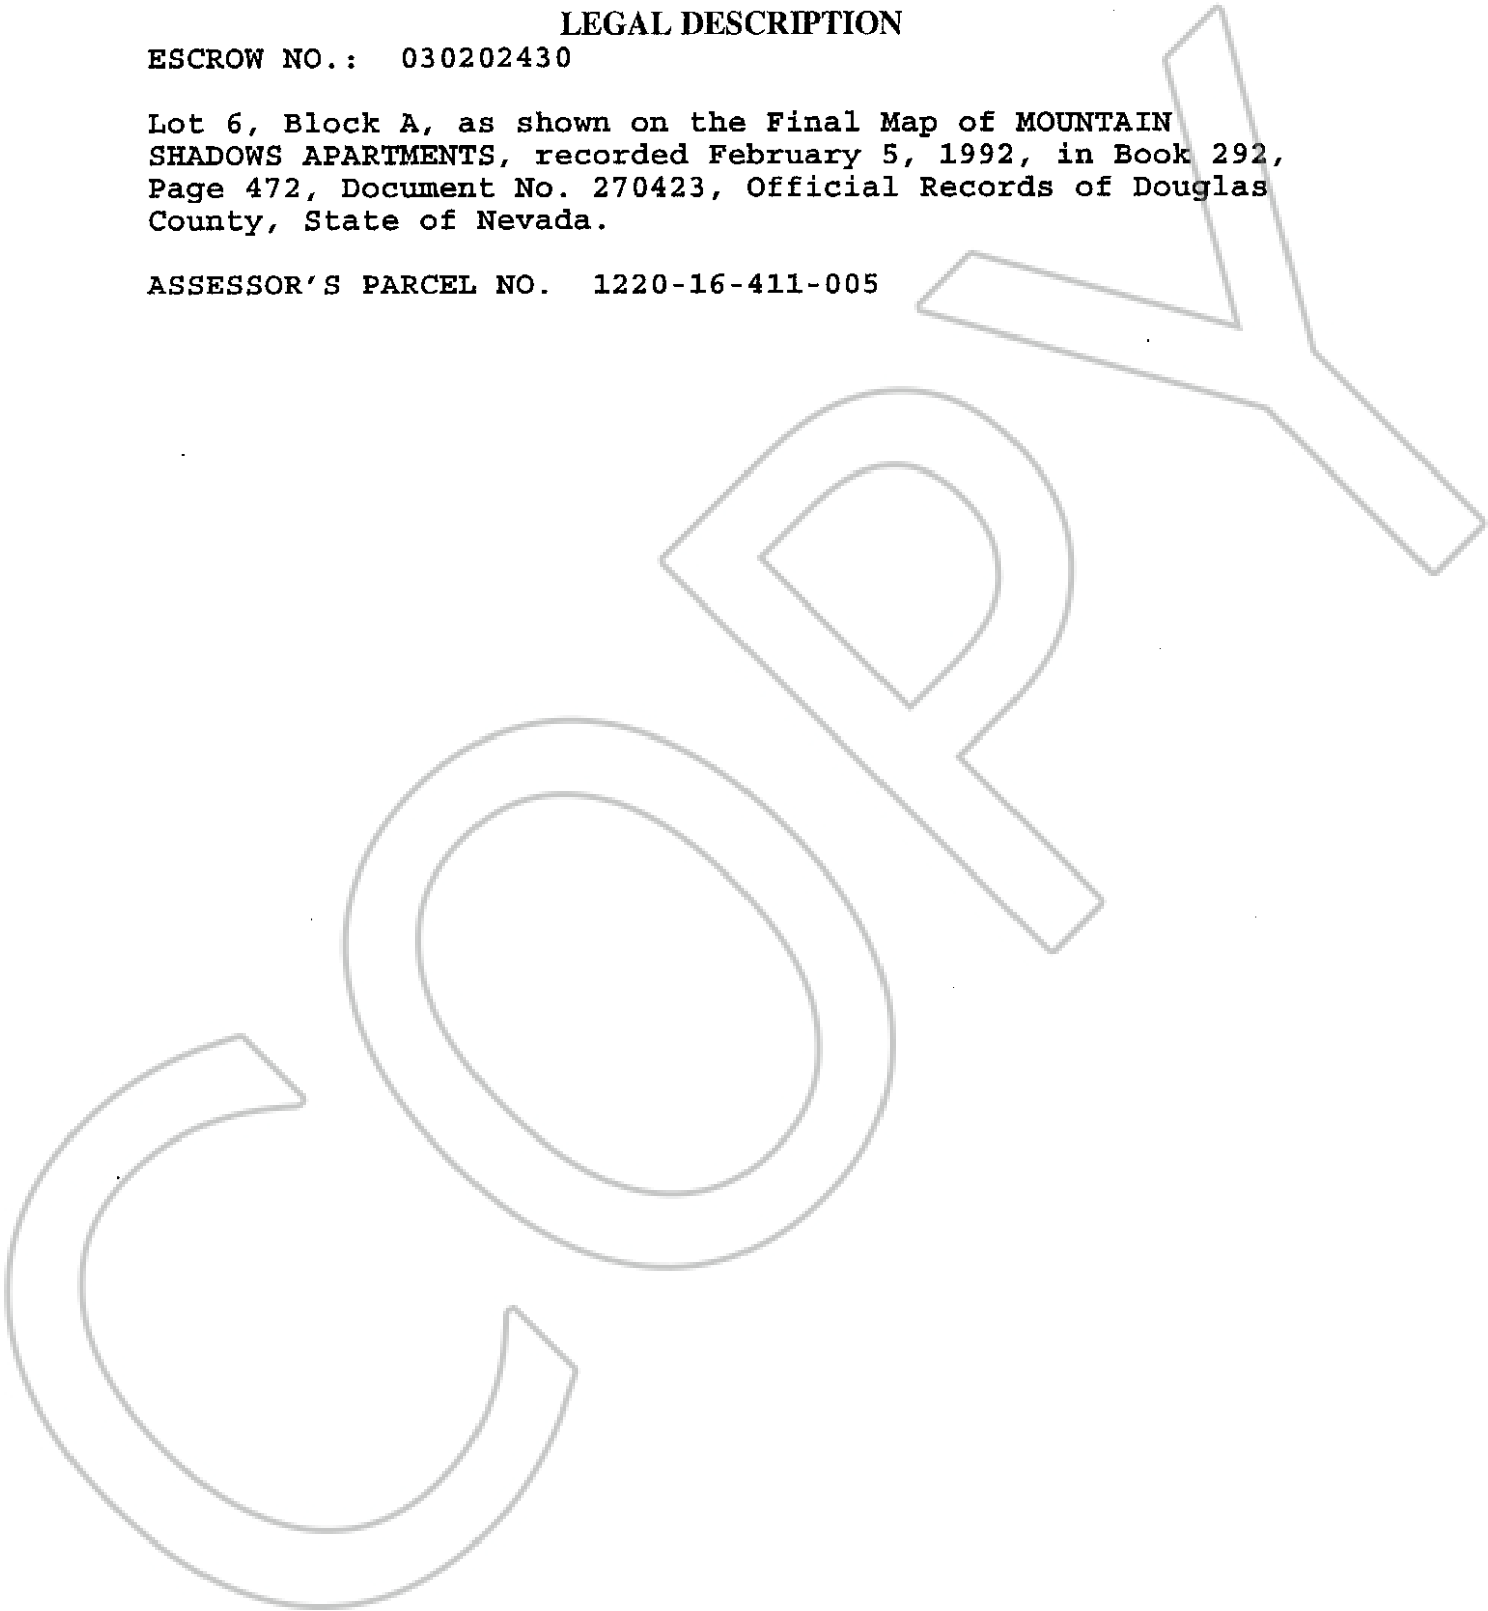 LEGAL DESCRIPTION
ESCROW NO.: 030202430
Lot 6, Block A, as shown on the Final Map of MOUNTAIN
SHADOWS APARTMENTS, recorded February 5, 1992, in Book 292,
Page 472, Document No. 270423, Official Records of Douglas
County, State of Nevada.
ASSESSOR'S PARCEL NO. 1220-16-411-005
COPY